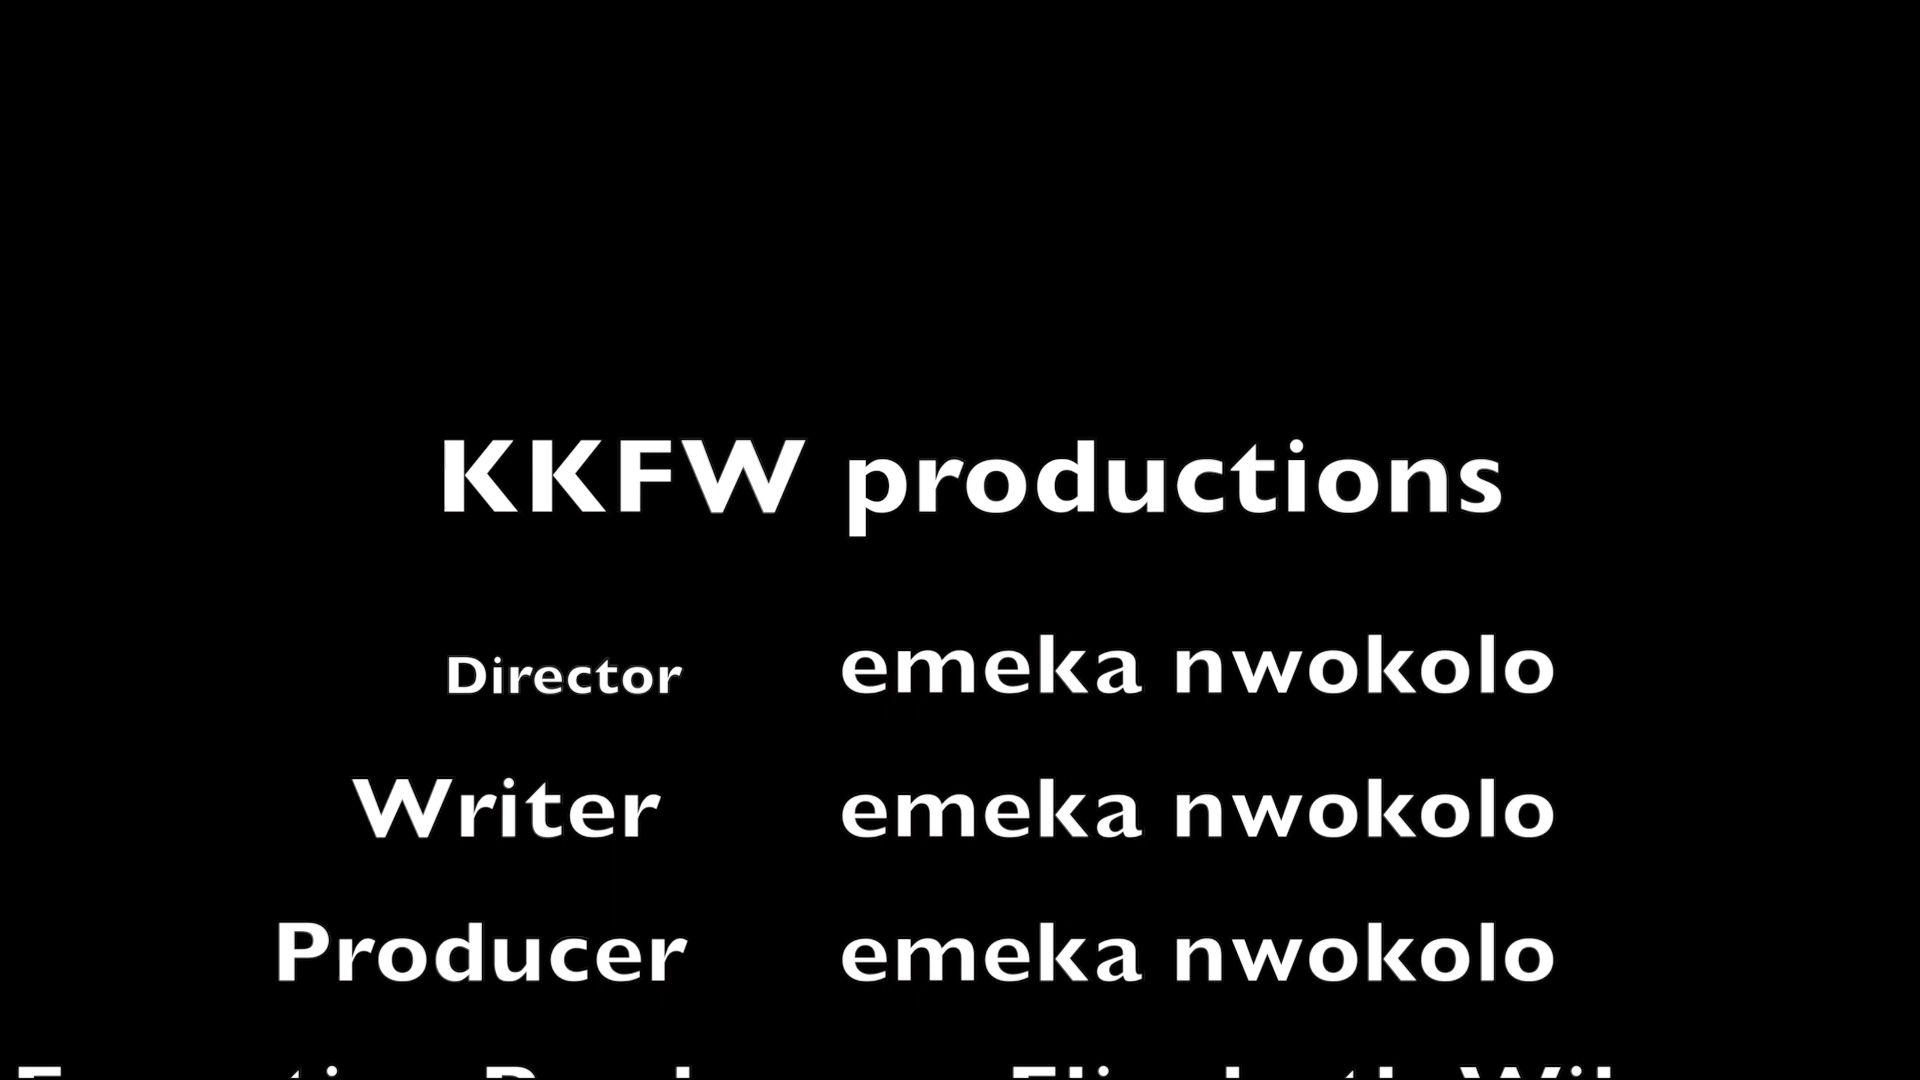 KKFW productions
Director emeka nwokolo
Writer emeka nwokolo
Producer emeka nwokolo